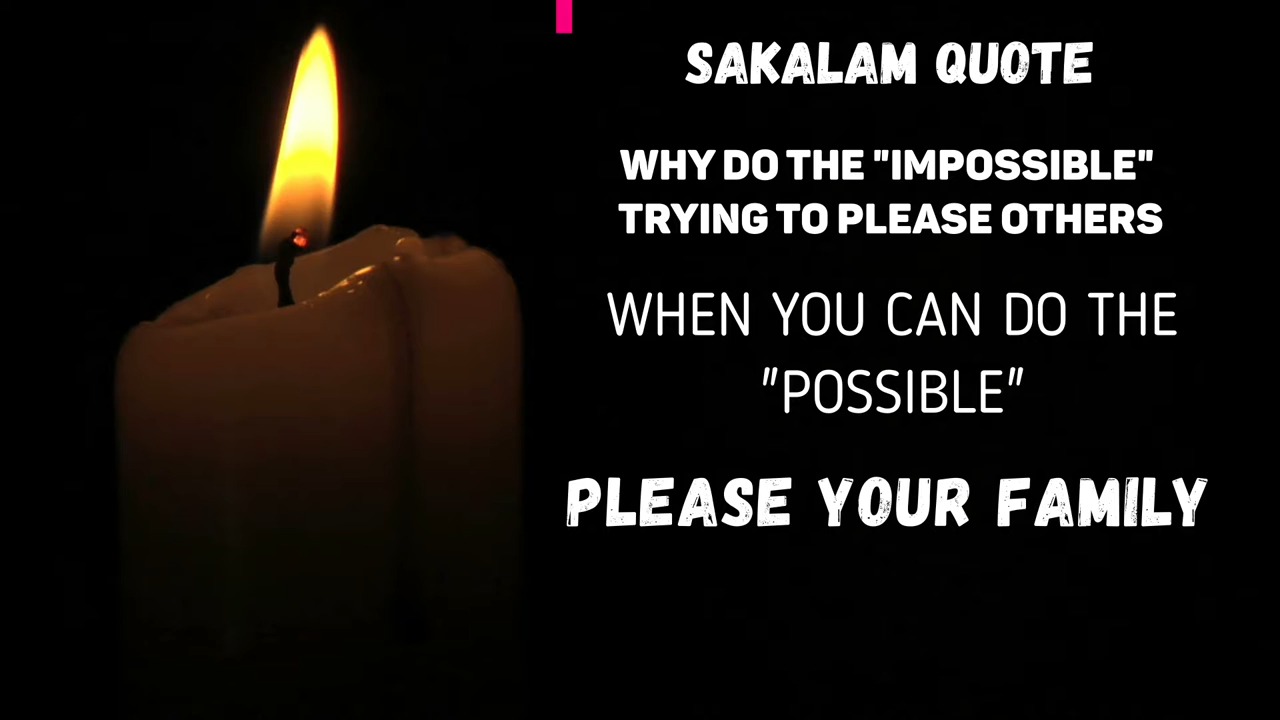 SAKALAM QUOTE
WHY DO THE "IMPOSSIBLE"
TRYING TO PLEASE OTHERS
WHEN YOU CAN DO THE
"POSSIBLE"
PLEASE YOUR FAMILY